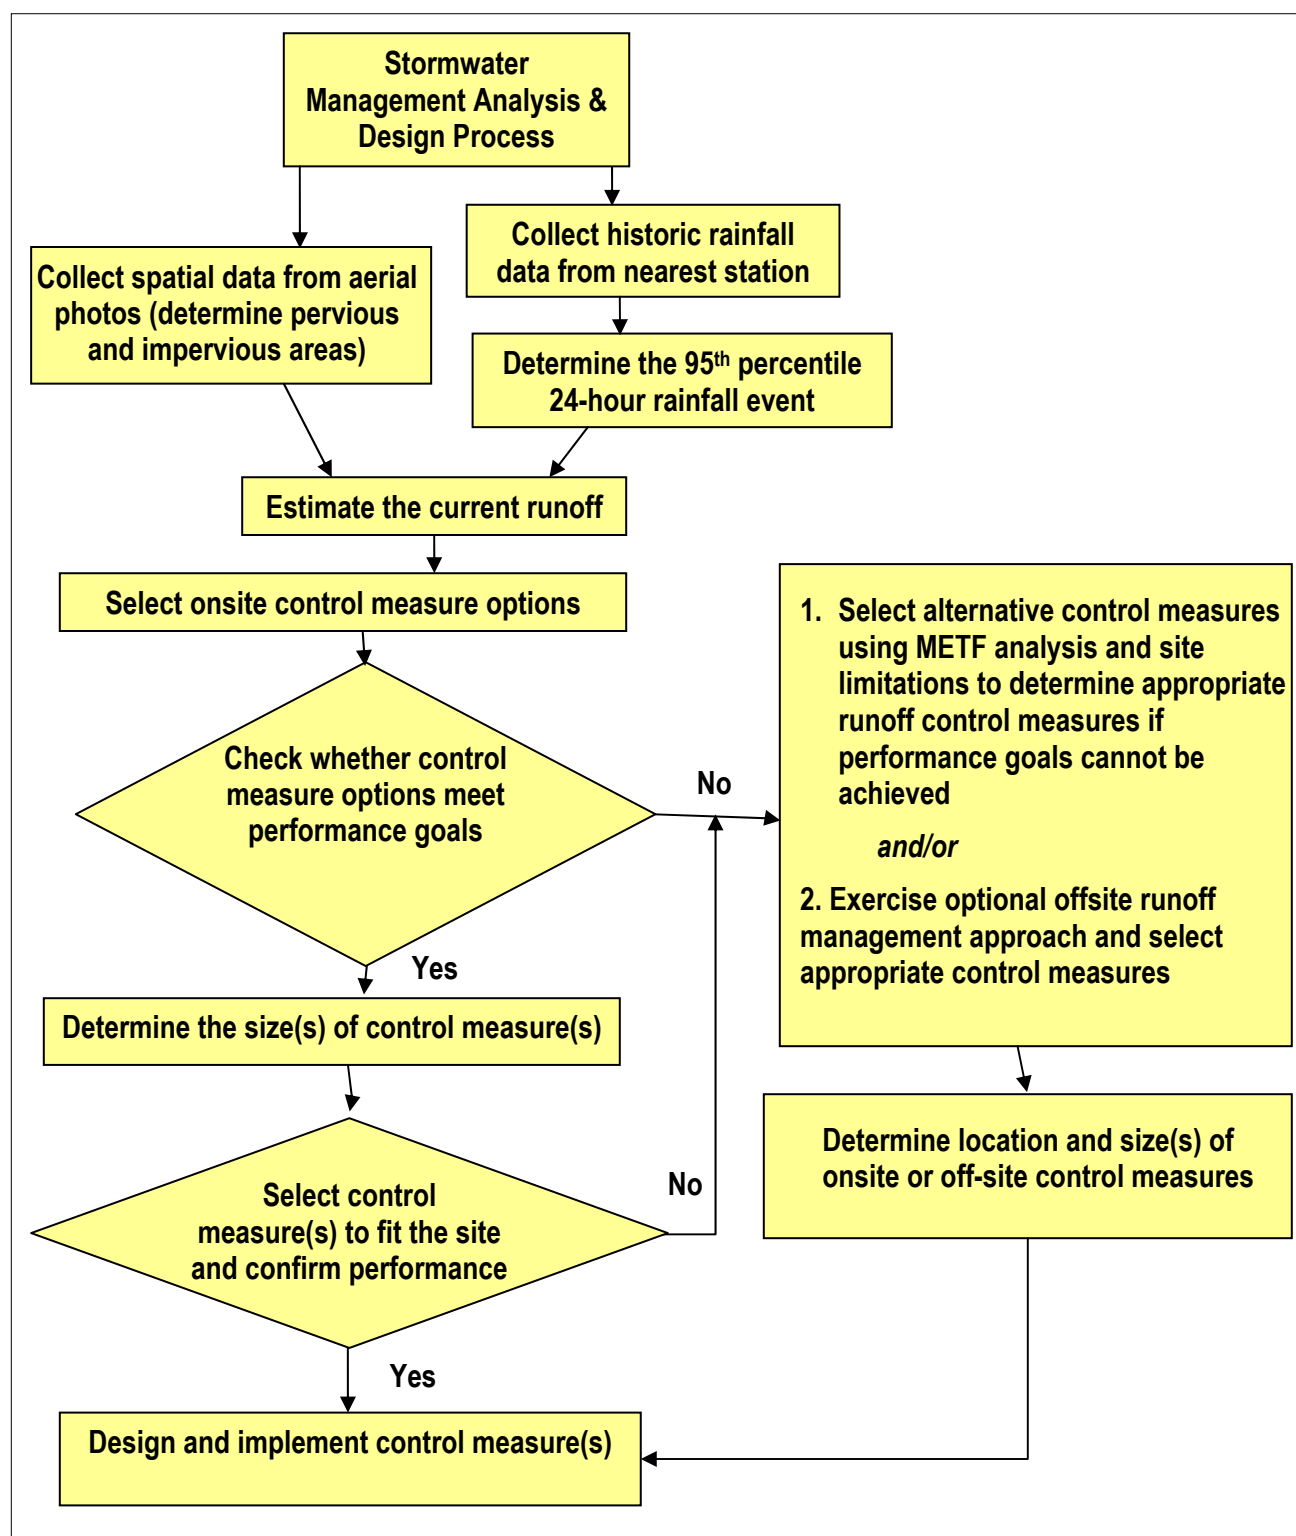 Stormwater
Management Analysis &
Design Process
Collect historic rainfall
data from nearest station
Collect spatial data from aerial
photos (determine pervious
and impervious areas)
Determine the 95th percentile
24-hour rainfall event
Estimate the current runoff
Select onsite control measure options
Check whether control
measure options meet
performance goals
No
1. Select alternative control measures
using METF analysis and site
limitations to determine appropriate
runoff control measures if
performance goals cannot be
achieved
and/or
2. Exercise optional offsite runoff
management approach and select
appropriate control measures
Yes
Determine the size(s) of control measure(s)
Determine location and size(s) of
onsite or off-site control measures
Select control
measure(s) to fit the site
and confirm performance
No
Yes
Design and implement control measure(s)